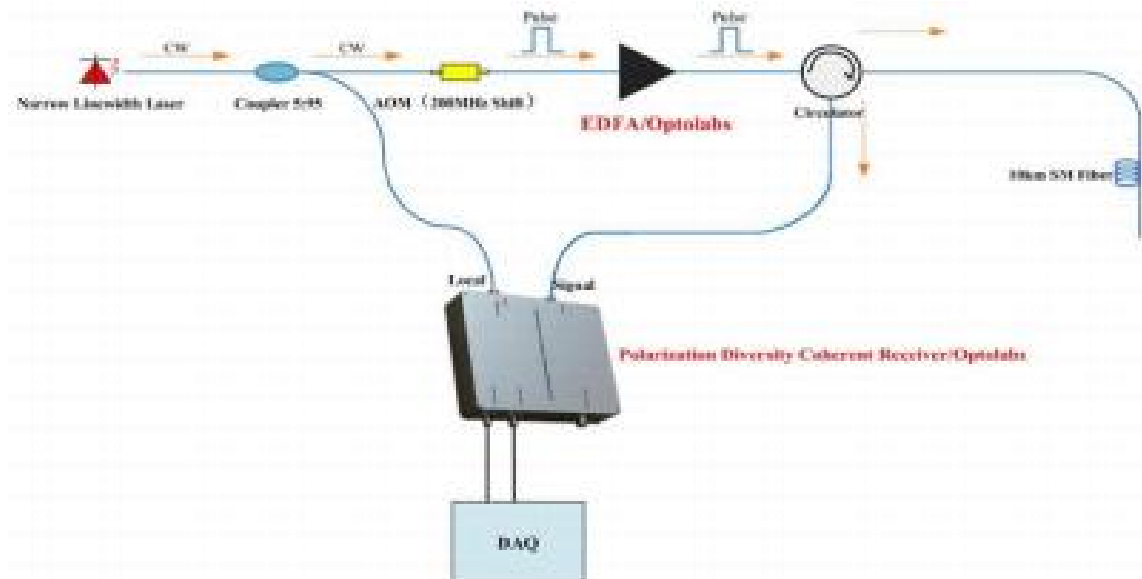 CW
CW
Pulse
Pulse
Narrow Linewidth Laser
Coupler 5:95
AOM（200MHz Shift）
EDFA/Optolabs
Circulator
10km SM Fiber
Local
Signal
Polarization Diversity Coherent Receiver/Optolabs
DAQ